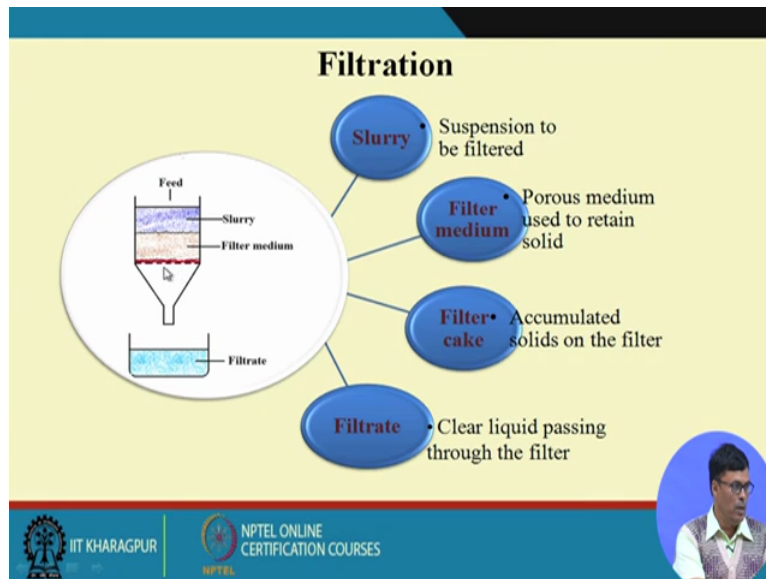 Filtration
Feed
Slurry
Filter medium
Filtrate
Slurry
• Suspension to
be filtered
Filter
medium
• Porous medium
used to retain
solid
Filter
cake
• Accumulated
solids on the filter
Filtrate
• Clear liquid passing
through the filter
IIT KHARAGPUR
NPTEL
NPTEL ONLINE
CERTIFICATION COURSES